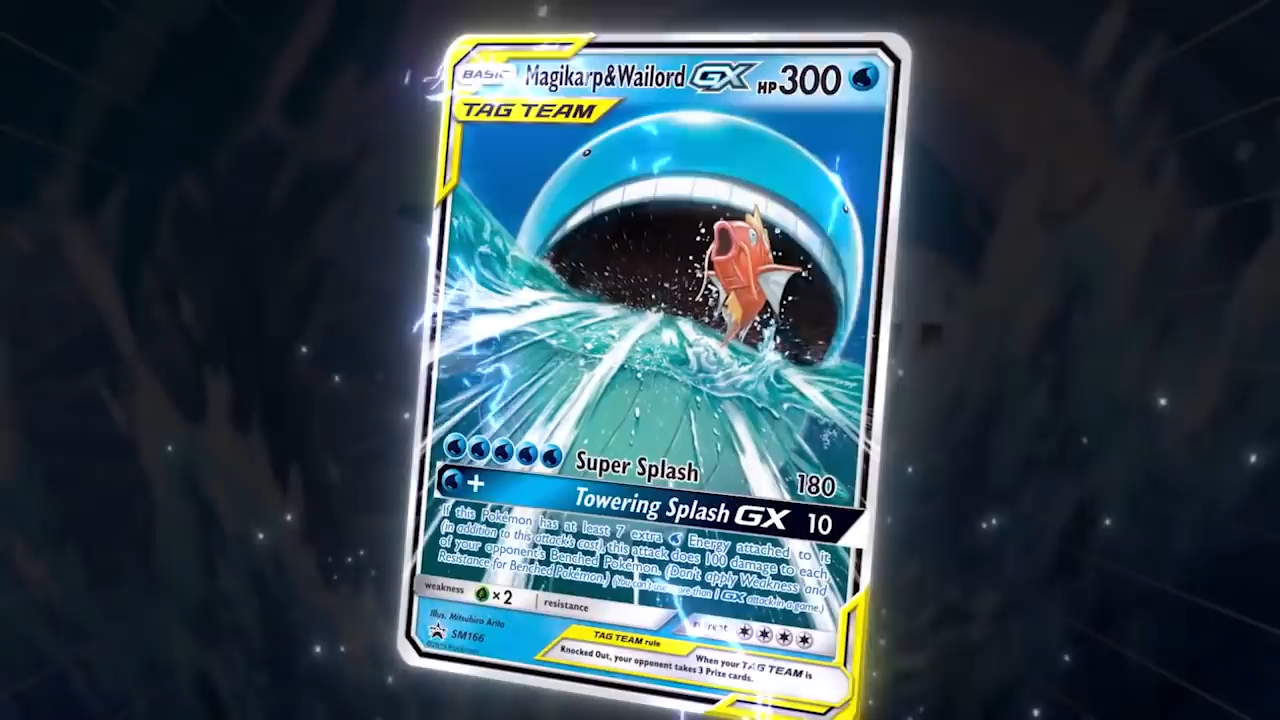 BASIC Magikarp&Wailord GX HP300
TAG TEAM
Super Splash 180
+ Towering Splash GX 10
If this Pokémon has at least 7 extra Energy attached to it
(in addition to this attack's cost), this attack does 100 damage to each
of your opponent's Benched Pokémon. (Don't apply Weakness and
Resistance for Benched Pokémon.) (You can't use more than 1 GX attack in a game.)
weakness ×2 resistance retreat
Illus. Mitsuhiro Arita
SM166
©2019 Pokémon
TAG TEAM rule
When your TAG TEAM is
Knocked Out, your opponent takes 3 Prize cards.